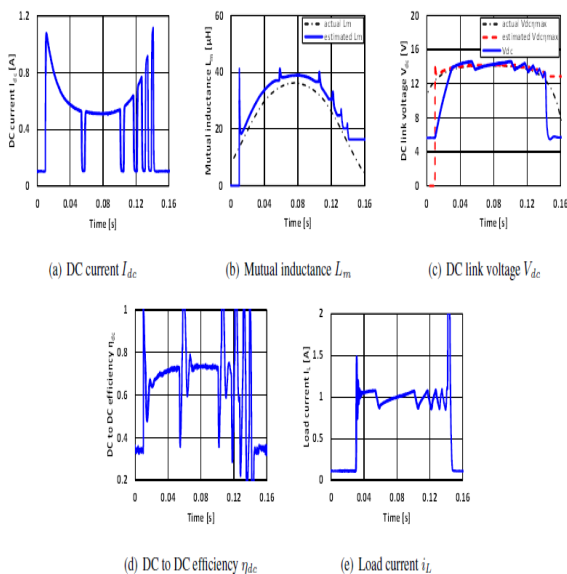 DC current I_dc [A]
1.2
0.8
0.4
0
0 0.04 0.08 0.12 0.16
Time [s]
(a) DC current I_dc
Mutual inductance L_m [μH]
60
40
20
0
actual Lm
estimated Lm
0 0.04 0.08 0.12 0.16
Time [s]
(b) Mutual inductance L_m
DC link voltage V_dc [V]
20
16
12
8
4
0
actual Vdcηmax
estimated Vdcηmax
Vdc
0 0.04 0.08 0.12 0.16
Time [s]
(c) DC link voltage V_dc
DC to DC efficiency η_dc
1
0.8
0.6
0.4
0.2
0 0.04 0.08 0.12 0.16
Time [s]
(d) DC to DC efficiency η_dc
Load current i_L [A]
2
1.5
1
0.5
0
0 0.04 0.08 0.12 0.16
Time [s]
(e) Load current i_L